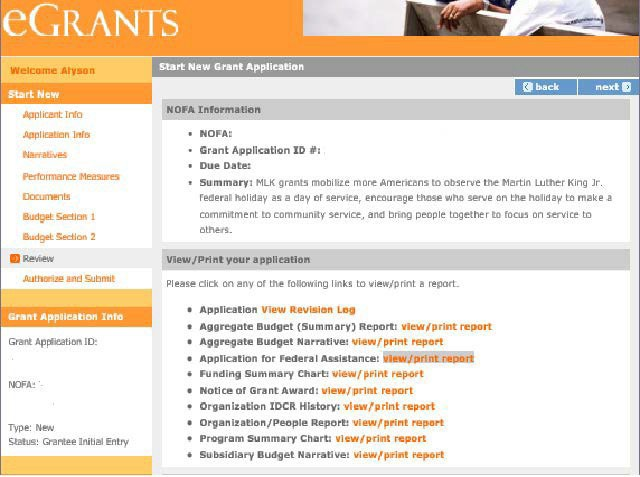 eGRANTS
Welcome Alyson
Start New
Applicant Info
Application Info
Narratives
Performance Measures
Documents
Budget Section 1
Budget Section 2
Review
Authorize and Submit
Grant Application Info
Grant Application ID:
NOFA:
Type: New
Status: Grantee Initial Entry
Start New Grant Application
back next
NOFA Information
• NOFA:
• Grant Application ID #:
• Due Date:
• Summary: MLK grants mobilize more Americans to observe the Martin Luther King Jr.
federal holiday as a day of service, encourage those who serve on the holiday to make a
commitment to community service, and bring people together to focus on service to
others.
View/Print your application
Please click on any of the following links to view/print a report.
• Application View Revision Log
• Aggregate Budget (Summary) Report: view/print report
• Aggregate Budget Narrative: view/print report
• Application for Federal Assistance: view/print report
• Funding Summary Chart: view/print report
• Notice of Grant Award: view/print report
• Organization IDCR History: view/print report
• Organization/People Report: view/print report
• Program Summary Chart: view/print report
• Subsidiary Budget Narrative: view/print report